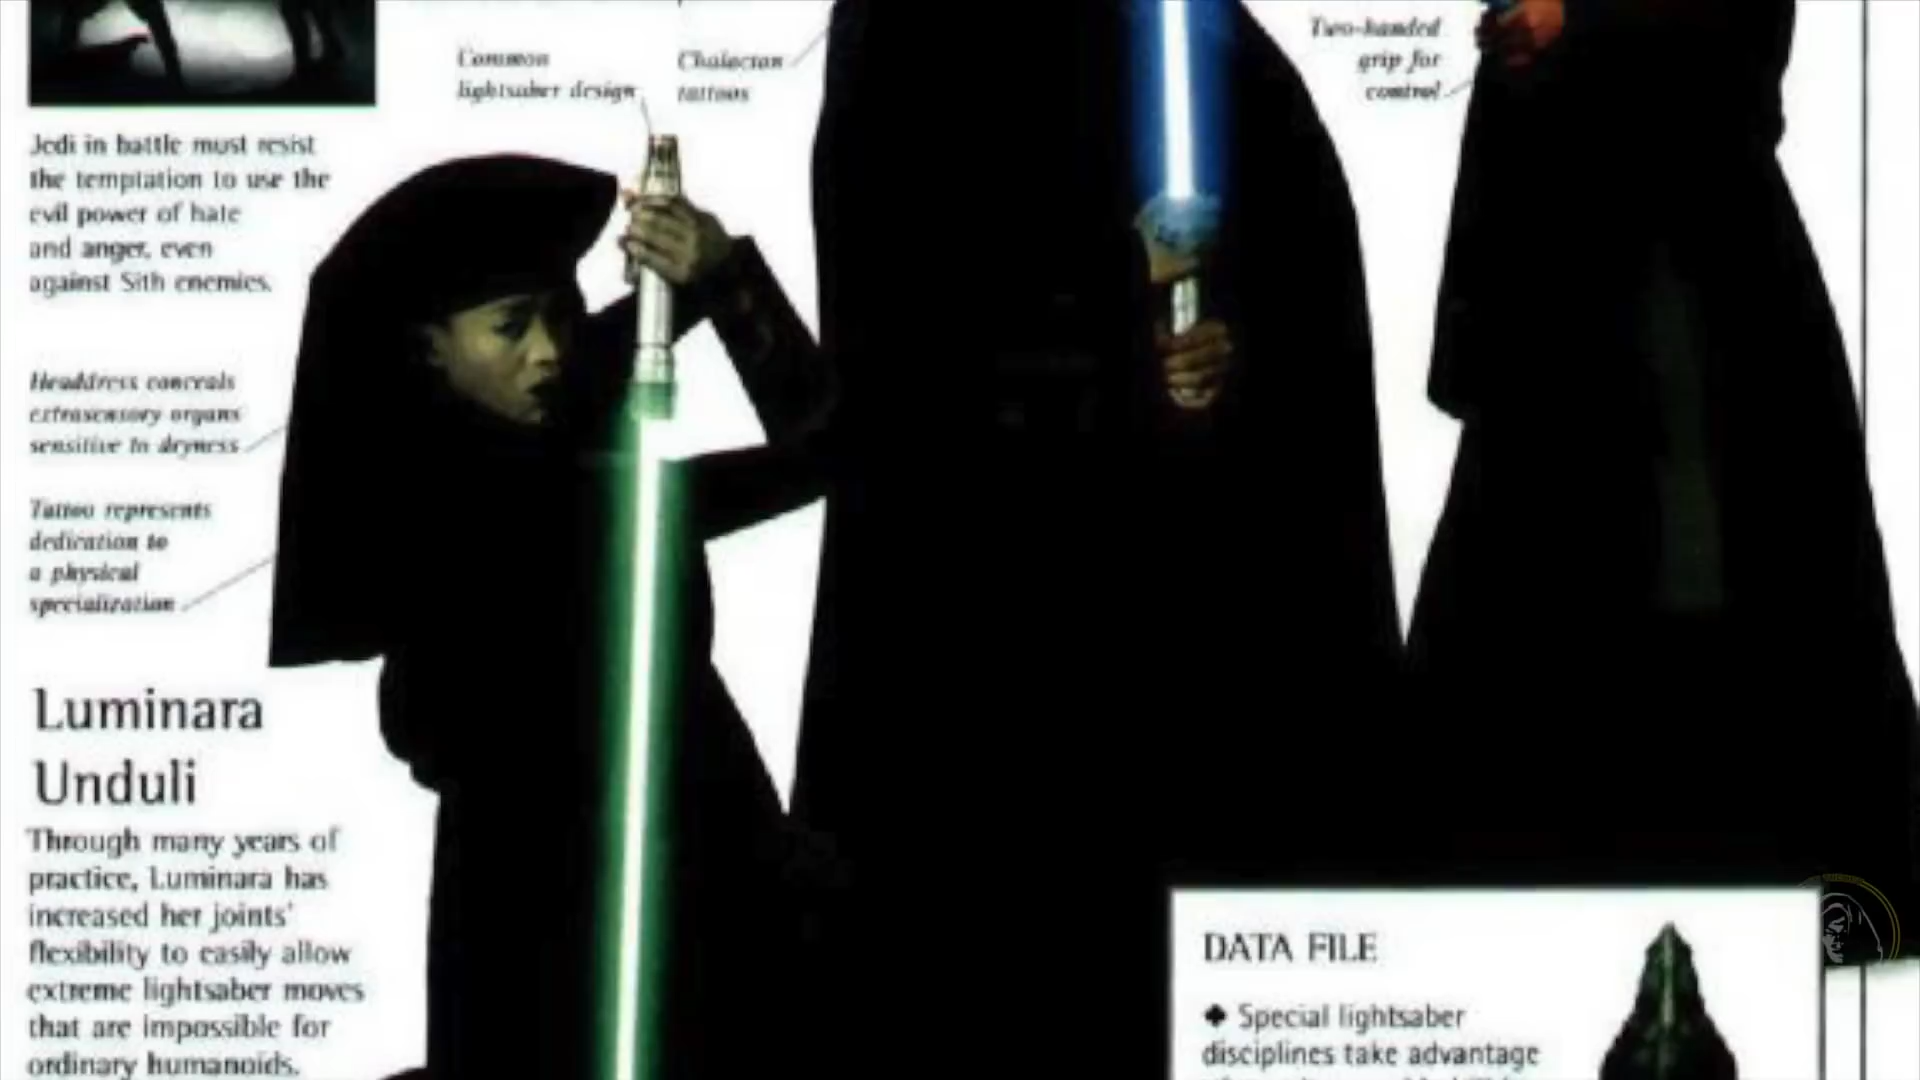 Common
lightsaber design
Chalactan
tattoos
Two-handed
grip for
control
Jedi in battle must resist
the temptation to use the
evil power of hate
and anger, even
against Sith enemies.
Headdress conceals
extrasensory organs
sensitive to dryness
Tattoo represents
dedication to
a physical
specialization
Luminara
Unduli
Through many years of
practice, Luminara has
increased her joints'
flexibility to easily allow
extreme lightsaber moves
that are impossible for
ordinary humanoids.
DATA FILE
Special lightsaber
disciplines take advantage